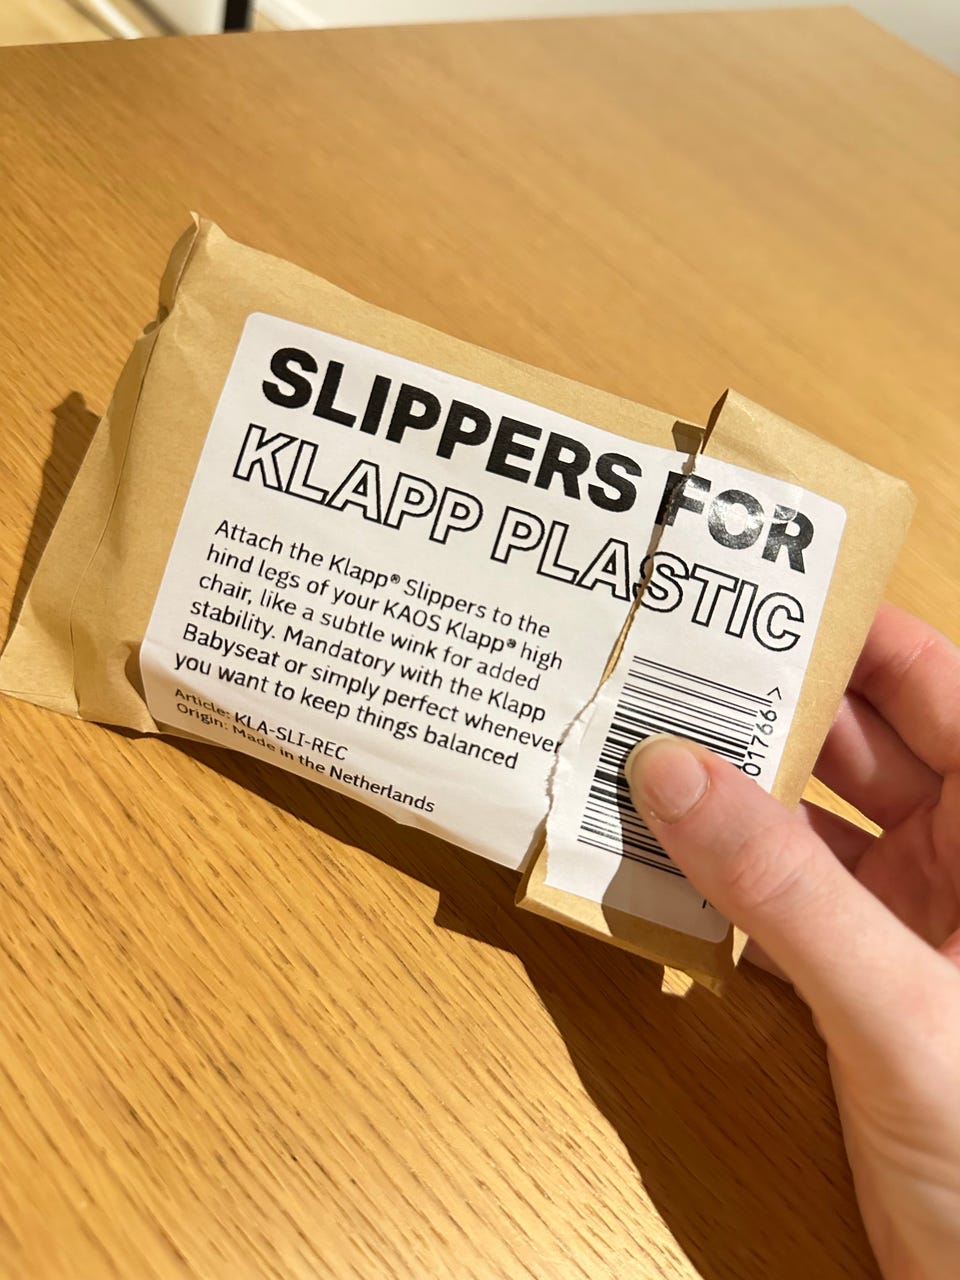 SLIPPERS FOR
KLAPP PLASTIC
Attach the Klapp® Slippers to the
hind legs of your KAOS Klapp® high
chair, like a subtle wink for added
stability. Mandatory with the Klapp
Babyseat or simply perfect whenever
you want to keep things balanced
Article: KLA-SLI-REC
Origin: Made in the Netherlands
01766 >